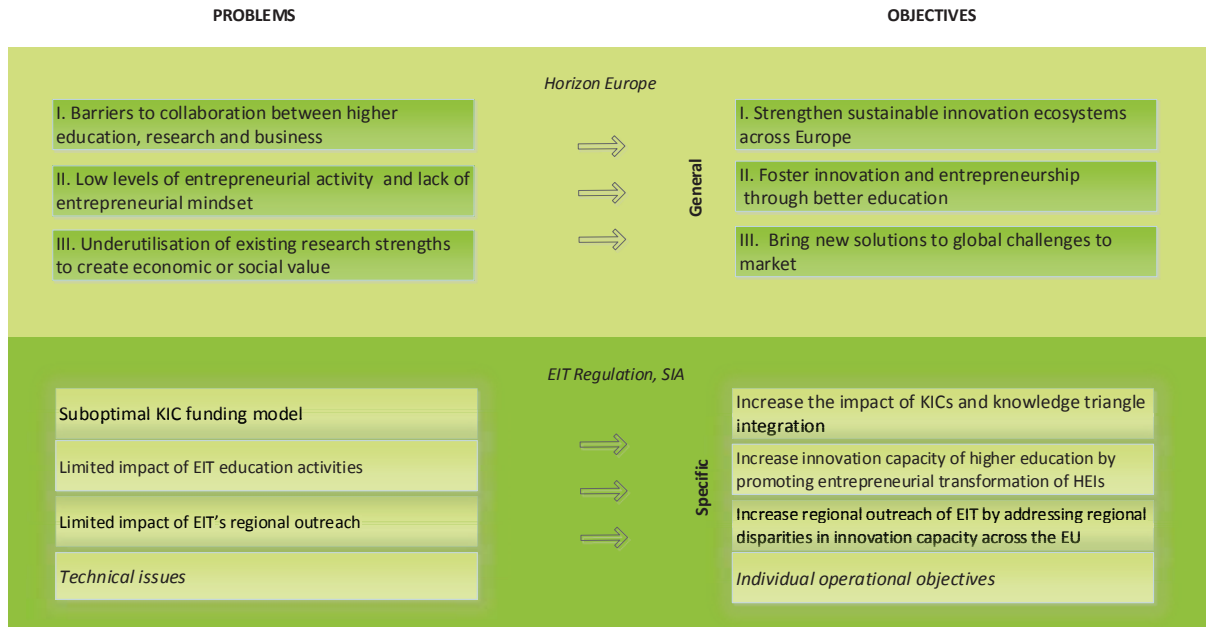 PROBLEMS
OBJECTIVES
Horizon Europe
I. Barriers to collaboration between higher
education, research and business
II. Low levels of entrepreneurial activity and lack of
entrepreneurial mindset
III. Underutilisation of existing research strengths
to create economic or social value
General
I. Strengthen sustainable innovation ecosystems
across Europe
II. Foster innovation and entrepreneurship
through better education
III. Bring new solutions to global challenges to
market
EIT Regulation, SIA
Suboptimal KIC funding model
Limited impact of EIT education activities
Limited impact of EIT's regional outreach
Technical issues
Specific
Increase the impact of KICs and knowledge triangle
integration
Increase innovation capacity of higher education by
promoting entrepreneurial transformation of HEIs
Increase regional outreach of EIT by addressing regional
disparities in innovation capacity across the EU
Individual operational objectives